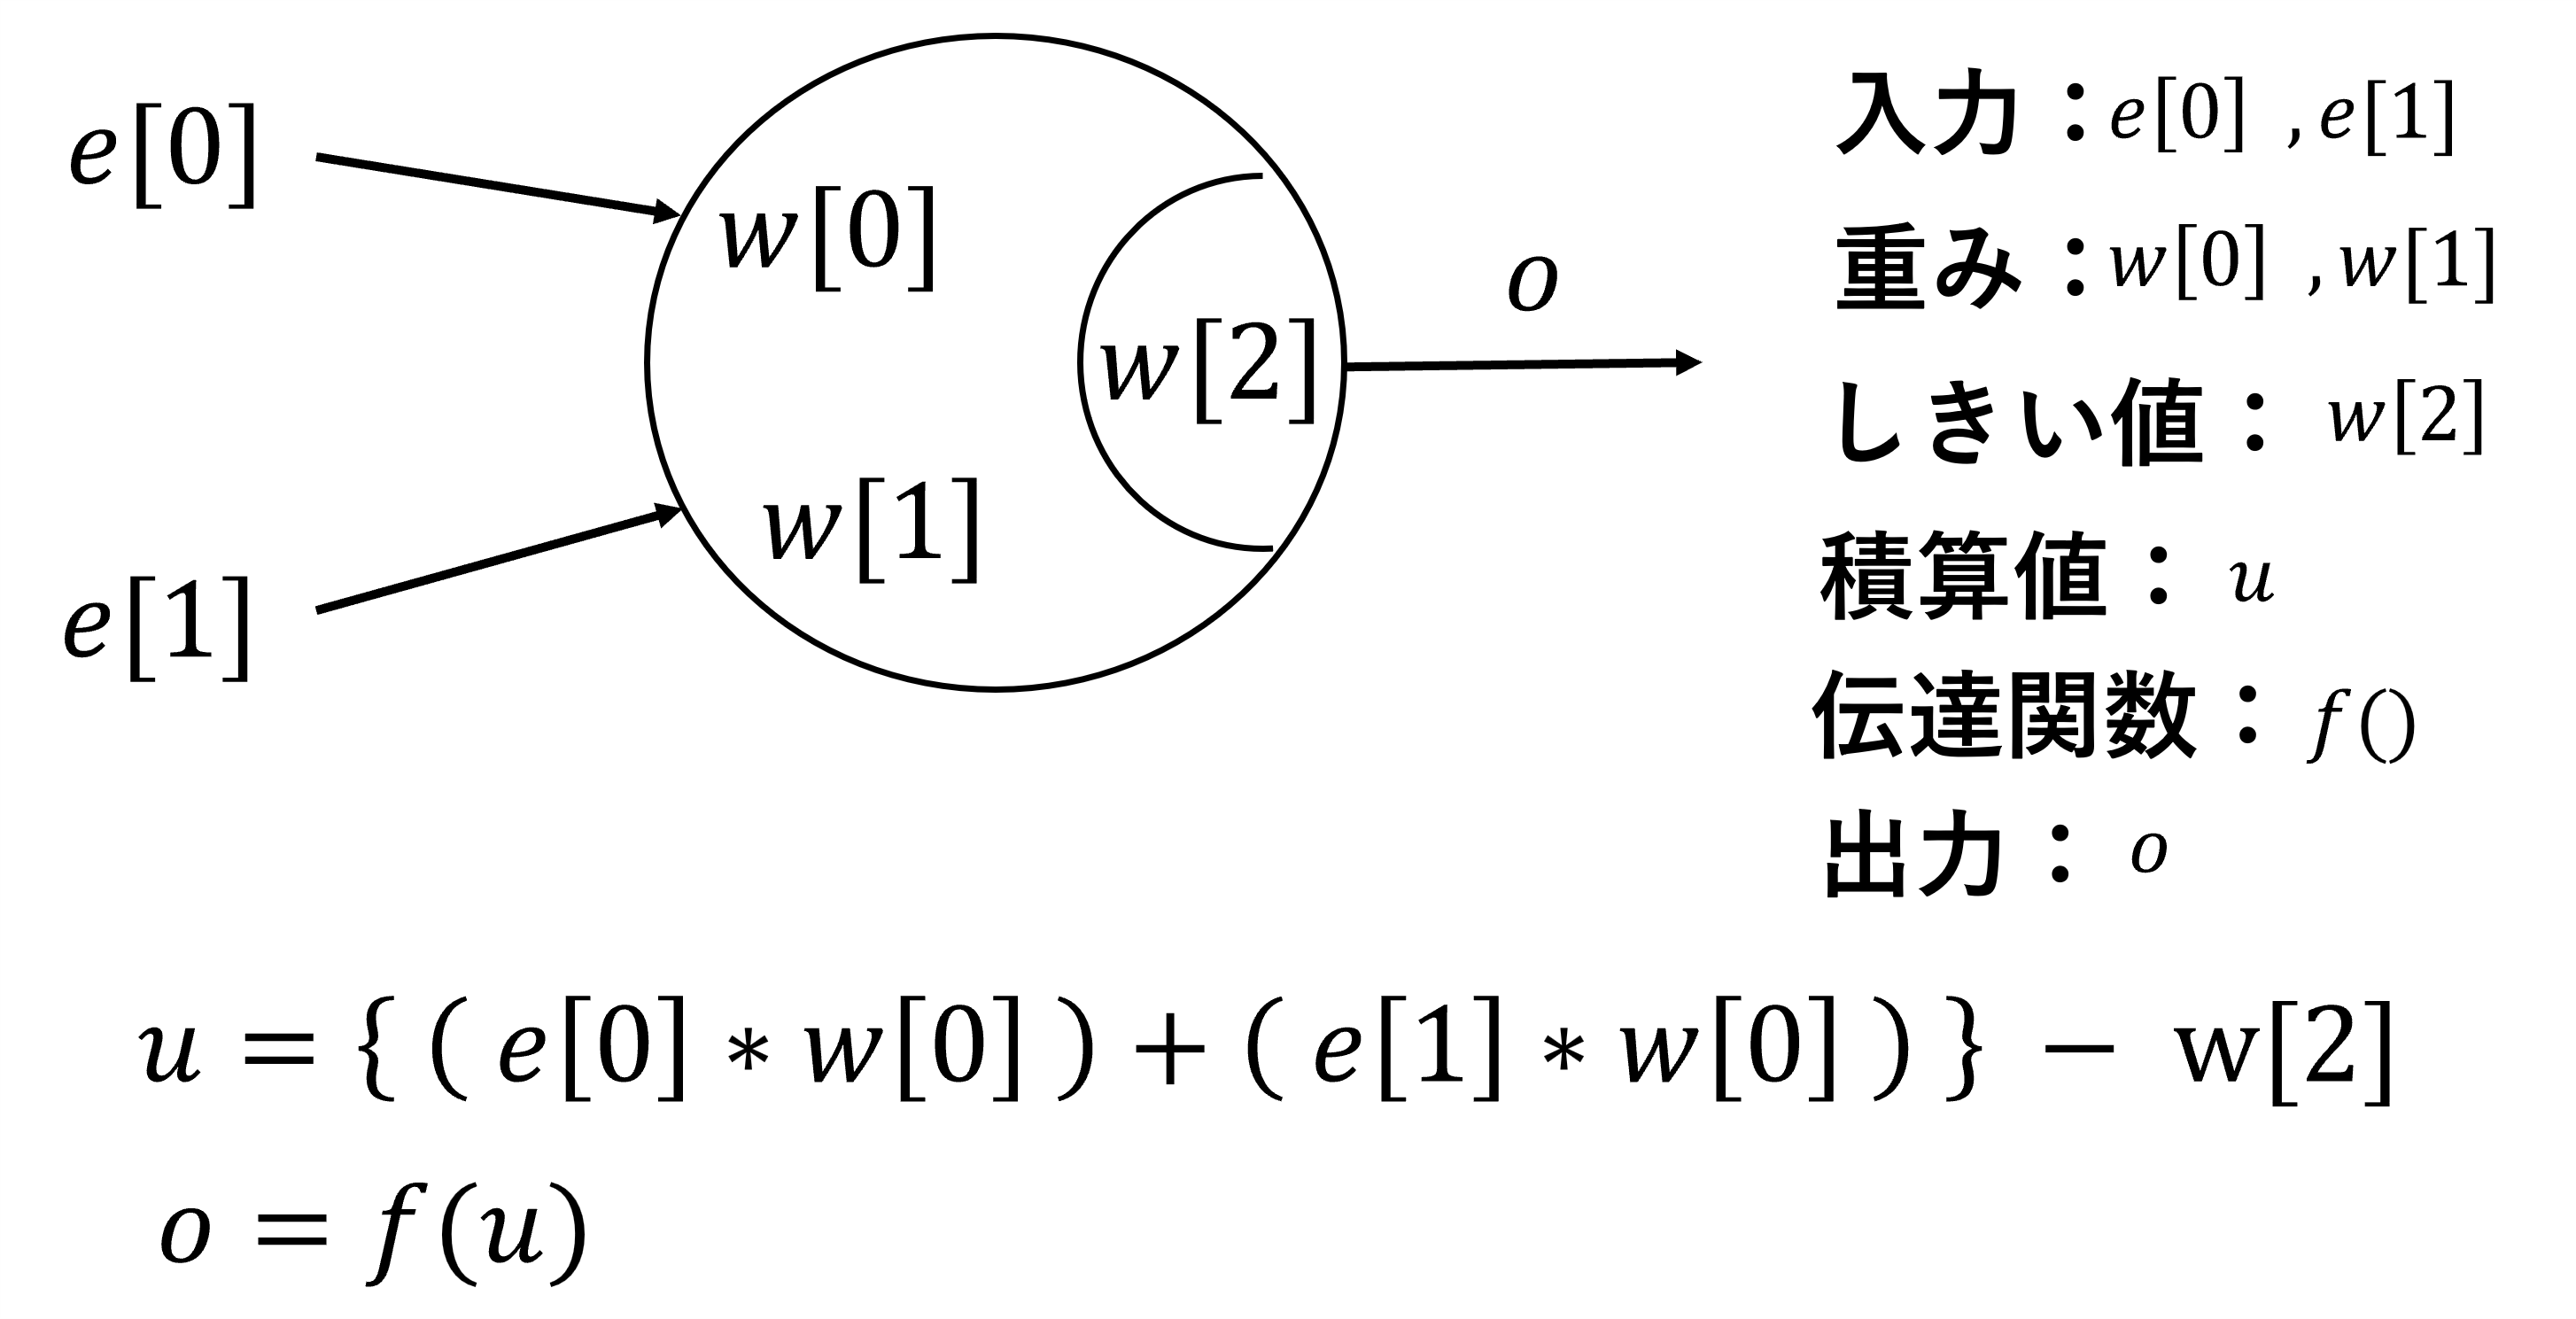 e[0]
e[1]
w[0]
w[1]
w[2]
o
入力：e[0] , e[1]
重み：w[0] , w[1]
しきい値： w[2]
積算値： u
伝達関数： f()
出力： o
u = { ( e[0] * w[0] ) + ( e[1] * w[0] ) } − w[2]
o = f(u)